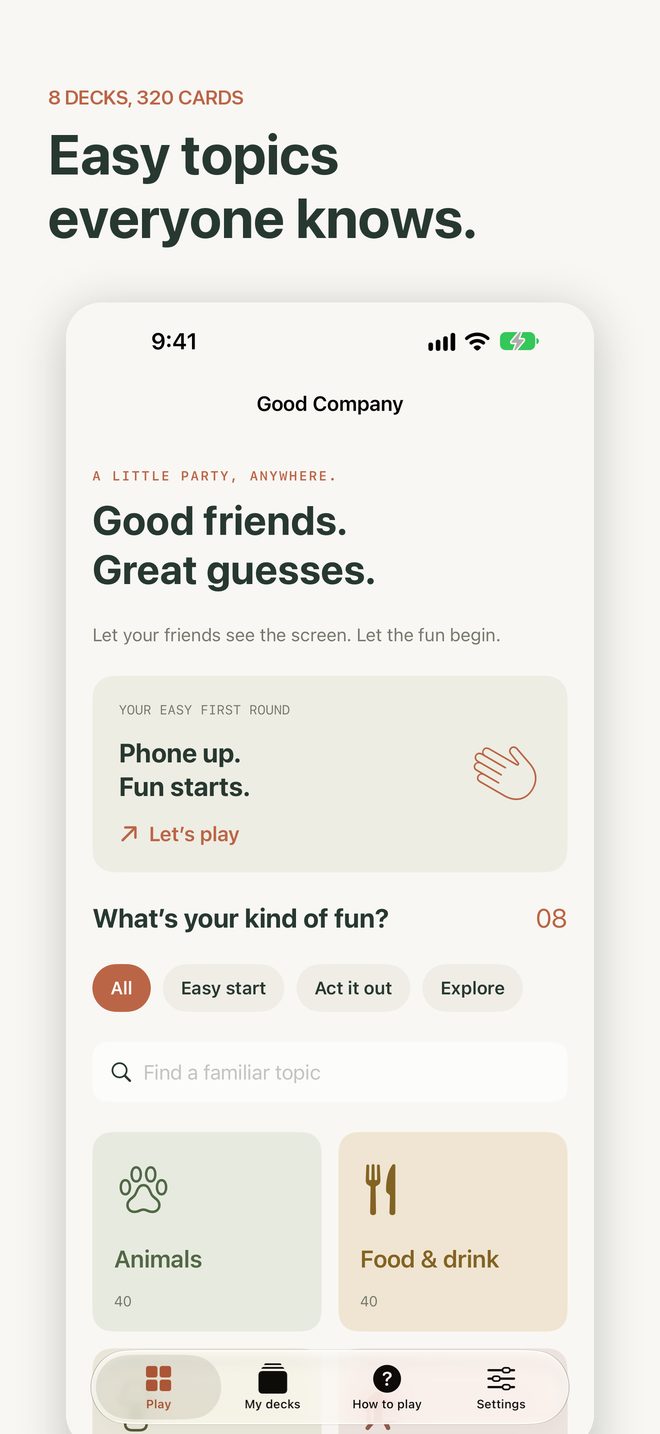 8 DECKS, 320 CARDS
Easy topics
everyone knows.
9:41
Good Company
A LITTLE PARTY, ANYWHERE.
Good friends.
Great guesses.
Let your friends see the screen. Let the fun begin.
YOUR EASY FIRST ROUND
Phone up.
Fun starts.
Let’s play
What’s your kind of fun? 08
All Easy start Act it out Explore
Find a familiar topic
Animals Food & drink
40 40
Play My decks How to play Settings